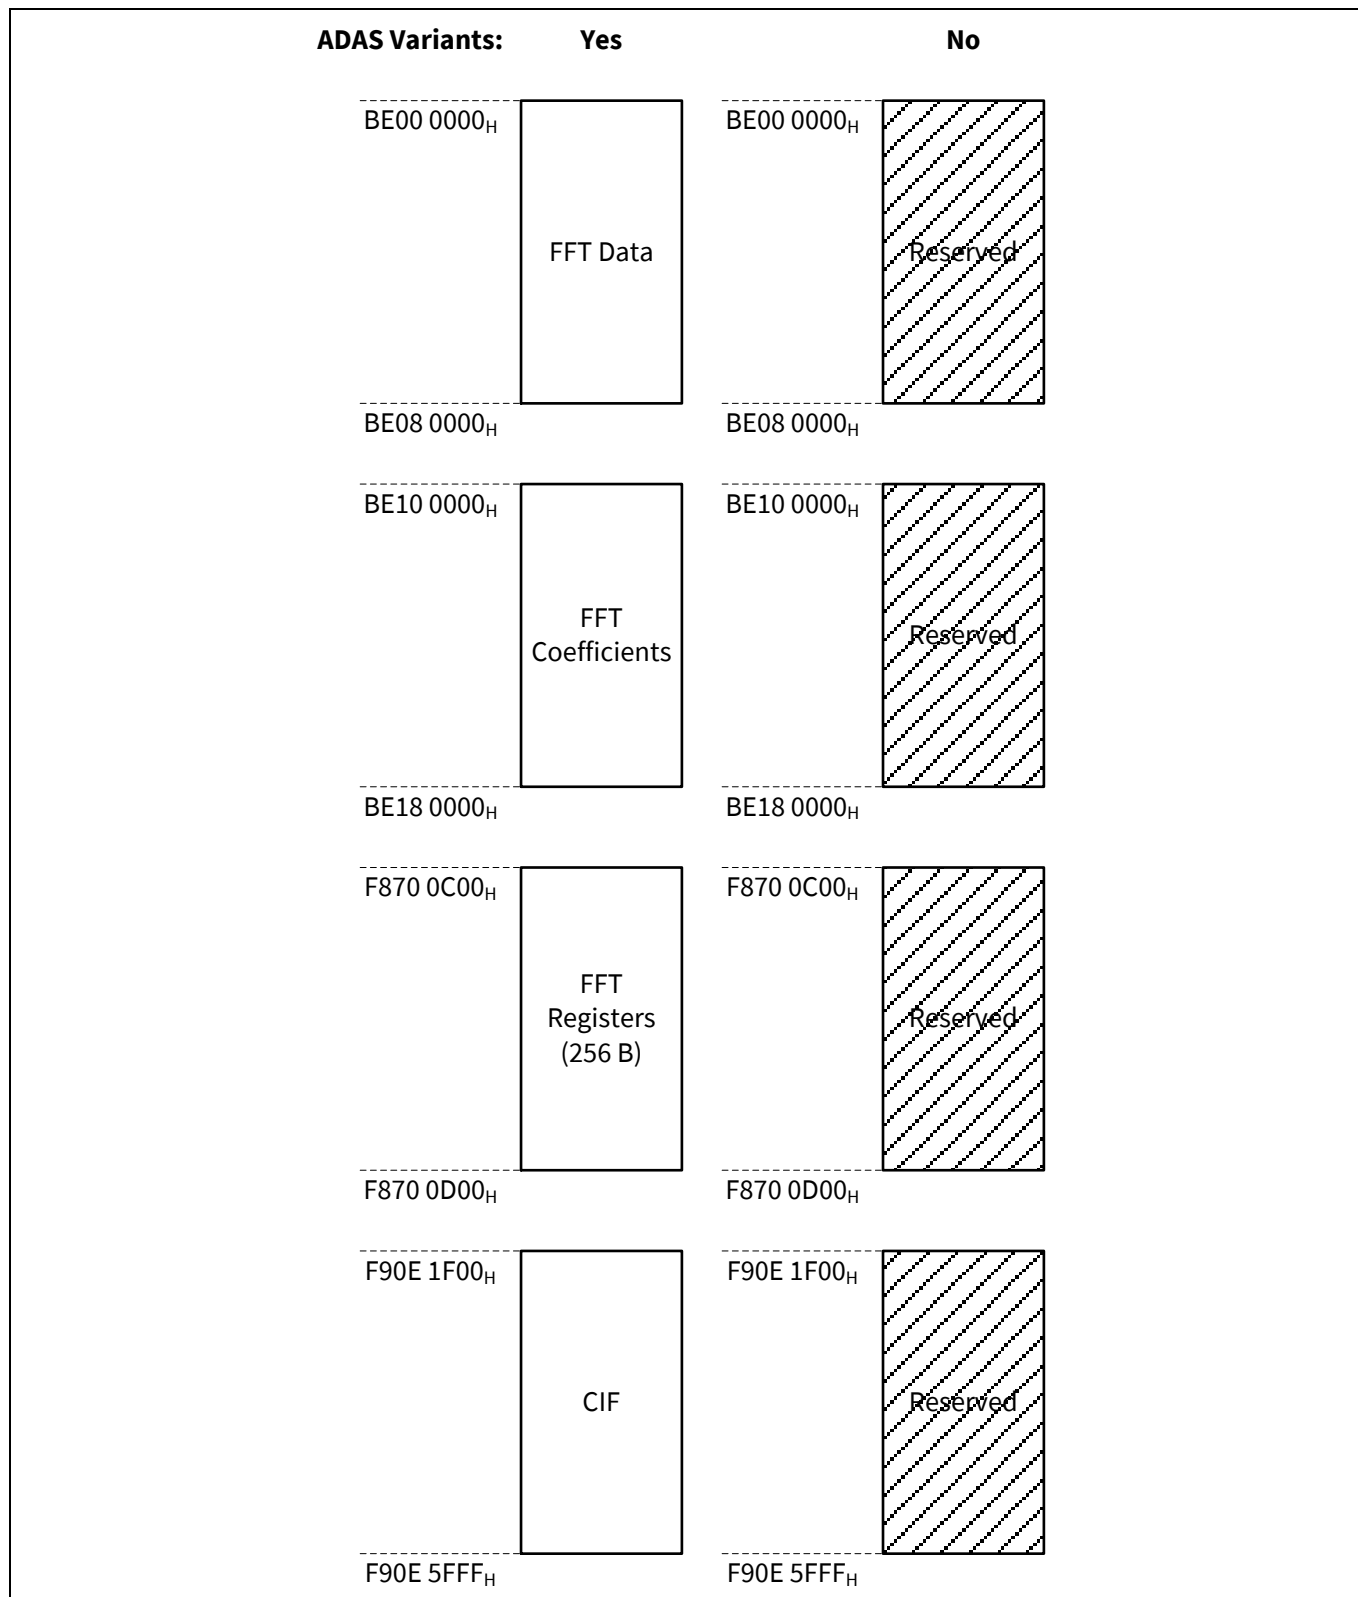 ADAS Variants: Yes No
BE00 0000H BE00 0000H
FFT Data Reserved
BE08 0000H BE08 0000H
BE10 0000H BE10 0000H
FFT
Coefficients
Reserved
BE18 0000H BE18 0000H
F870 0C00H F870 0C00H
FFT
Registers
(256 B)
Reserved
F870 0D00H F870 0D00H
F90E 1F00H F90E 1F00H
CIF Reserved
F90E 5FFFH F90E 5FFFH